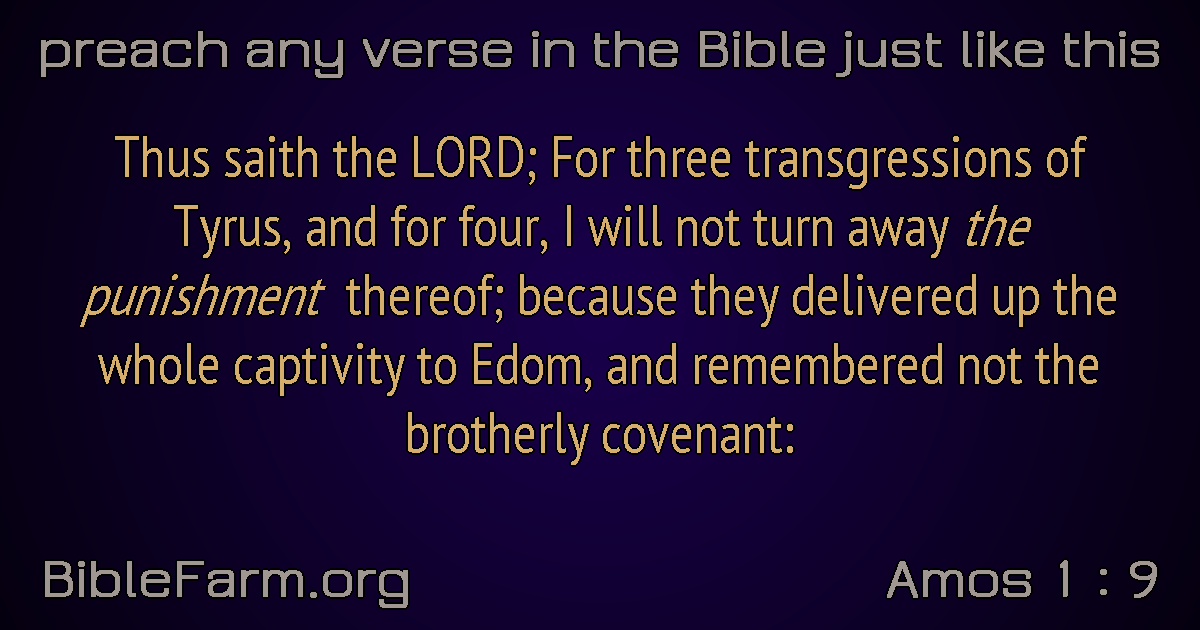 preach any verse in the Bible just like this
Thus saith the LORD; For three transgressions of
Tyrus, and for four, I will not turn away the
punishment thereof; because they delivered up the
whole captivity to Edom, and remembered not the
brotherly covenant:
BibleFarm.org
Amos 1 : 9